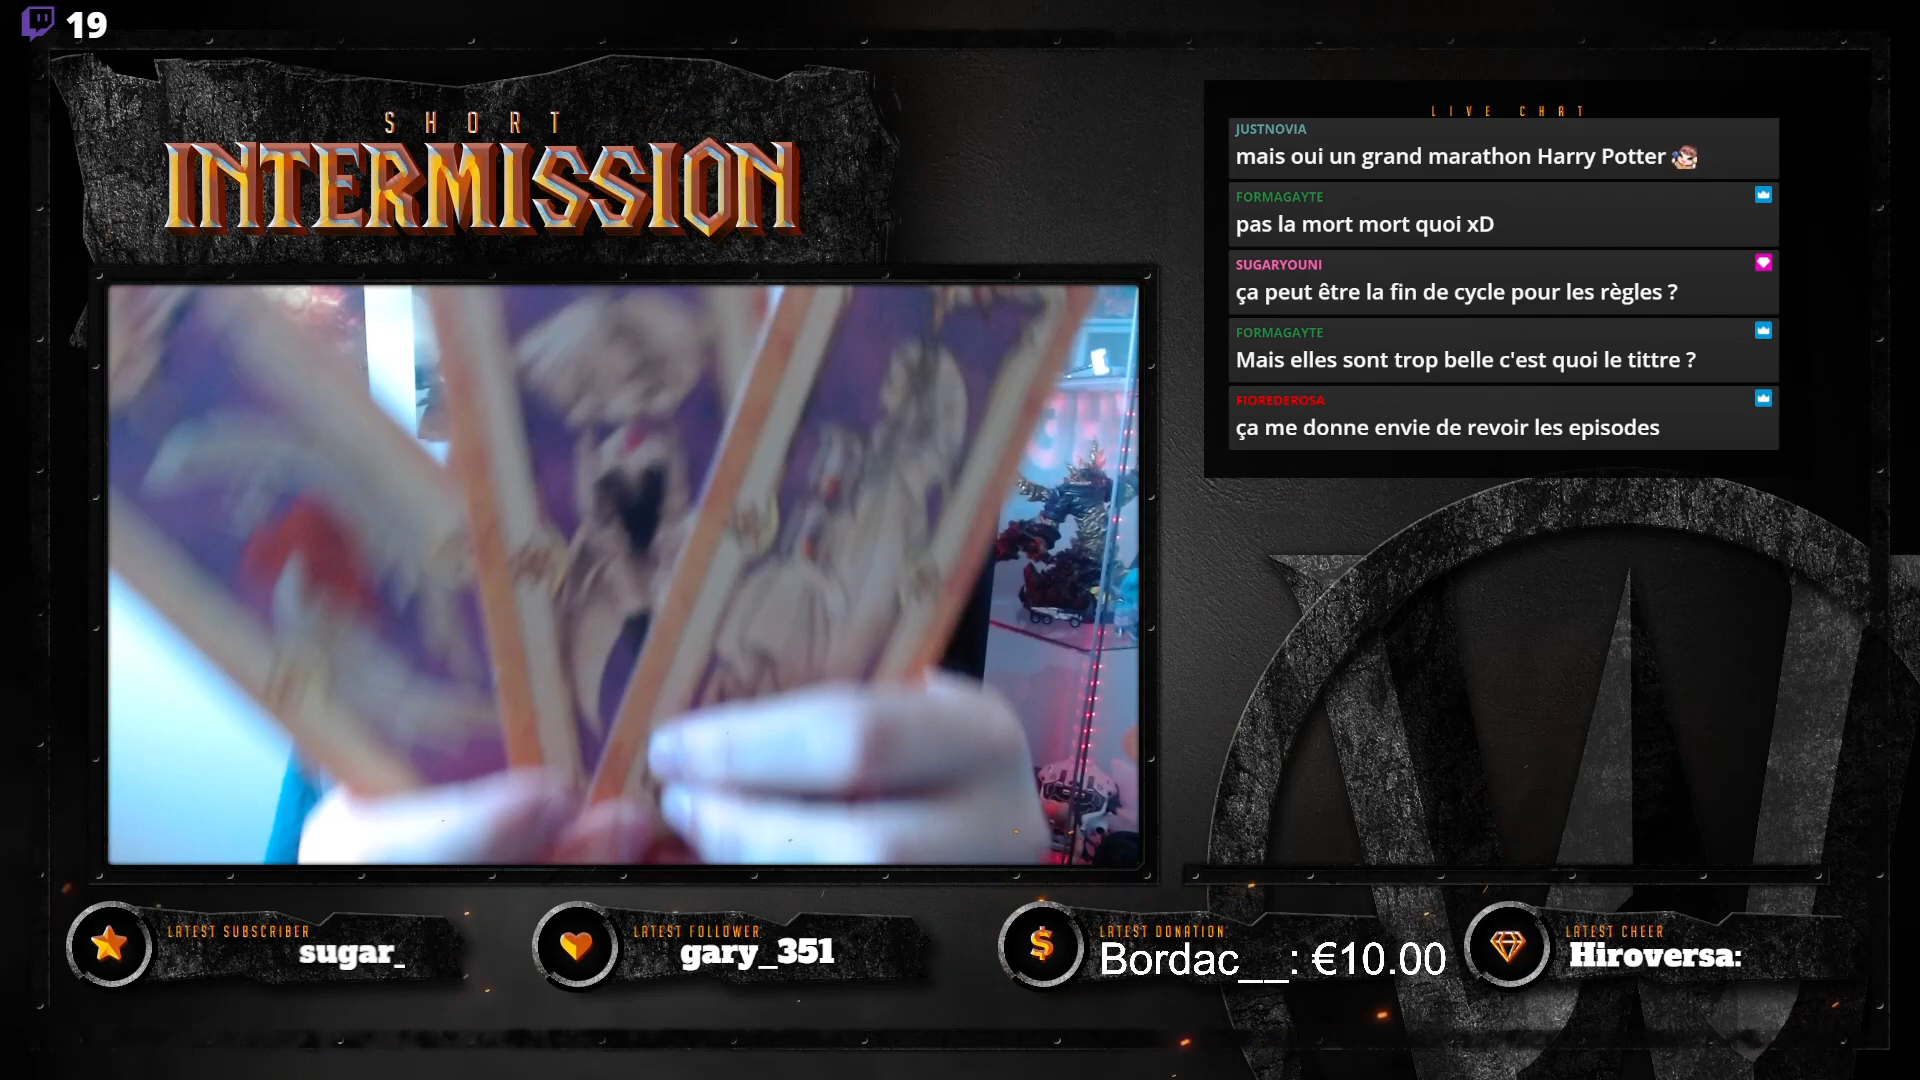 19
SHORT
INTERMISSION
LIVE CHAT
JUSTNOVIA
mais oui un grand marathon Harry Potter
FORMAGAYTE
pas la mort mort quoi xD
SUGARYOUNI
ça peut être la fin de cycle pour les règles ?
FORMAGAYTE
Mais elles sont trop belle c'est quoi le tittre ?
FIOREDEROSA
ça me donne envie de revoir les episodes
LATEST SUBSCRIBER
sugar_
LATEST FOLLOWER
gary_351
LATEST DONATION
Bordac__: €10.00
LATEST CHEER
Hiroversa: